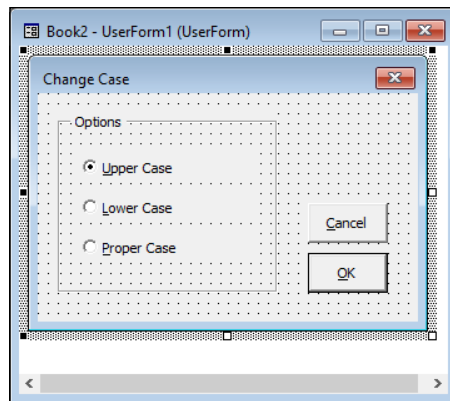 Book2 - UserForm1 (UserForm)
Change Case
Options
Upper Case
Lower Case
Proper Case
Cancel
OK